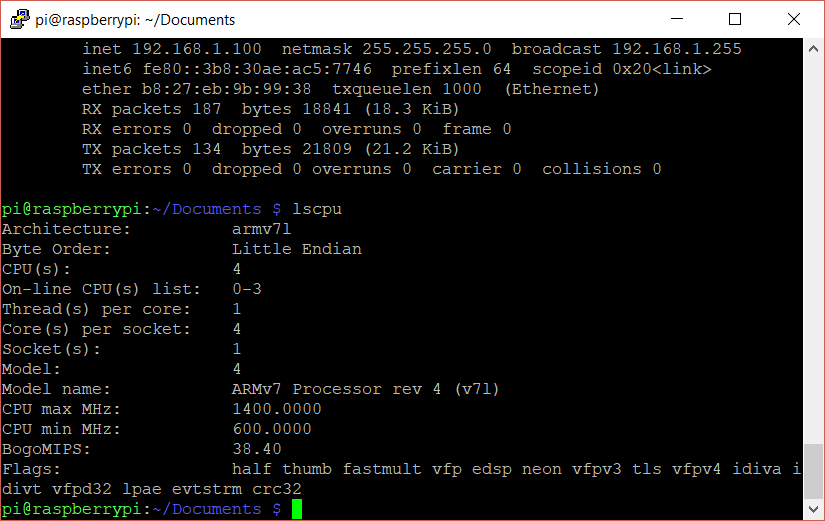 pi@raspberrypi: ~/Documents
inet 192.168.1.100  netmask 255.255.255.0  broadcast 192.168.1.255
inet6 fe80::3b8:30ae:ac5:7746  prefixlen 64  scopeid 0x20<link>
ether b8:27:eb:9b:99:38  txqueuelen 1000  (Ethernet)
RX packets 187  bytes 18841 (18.3 KiB)
RX errors 0  dropped 0  overruns 0  frame 0
TX packets 134  bytes 21809 (21.2 KiB)
TX errors 0  dropped 0 overruns 0  carrier 0  collisions 0
pi@raspberrypi:~/Documents $ lscpu
Architecture:          armv7l
Byte Order:            Little Endian
CPU(s):                4
On-line CPU(s) list:   0-3
Thread(s) per core:    1
Core(s) per socket:    4
Socket(s):             1
Model:                 4
Model name:            ARMv7 Processor rev 4 (v7l)
CPU max MHz:           1400.0000
CPU min MHz:           600.0000
BogoMIPS:              38.40
Flags:                 half thumb fastmult vfp edsp neon vfpv3 tls vfpv4 idiva i
divt vfpd32 lpae evtstrm crc32
pi@raspberrypi:~/Documents $